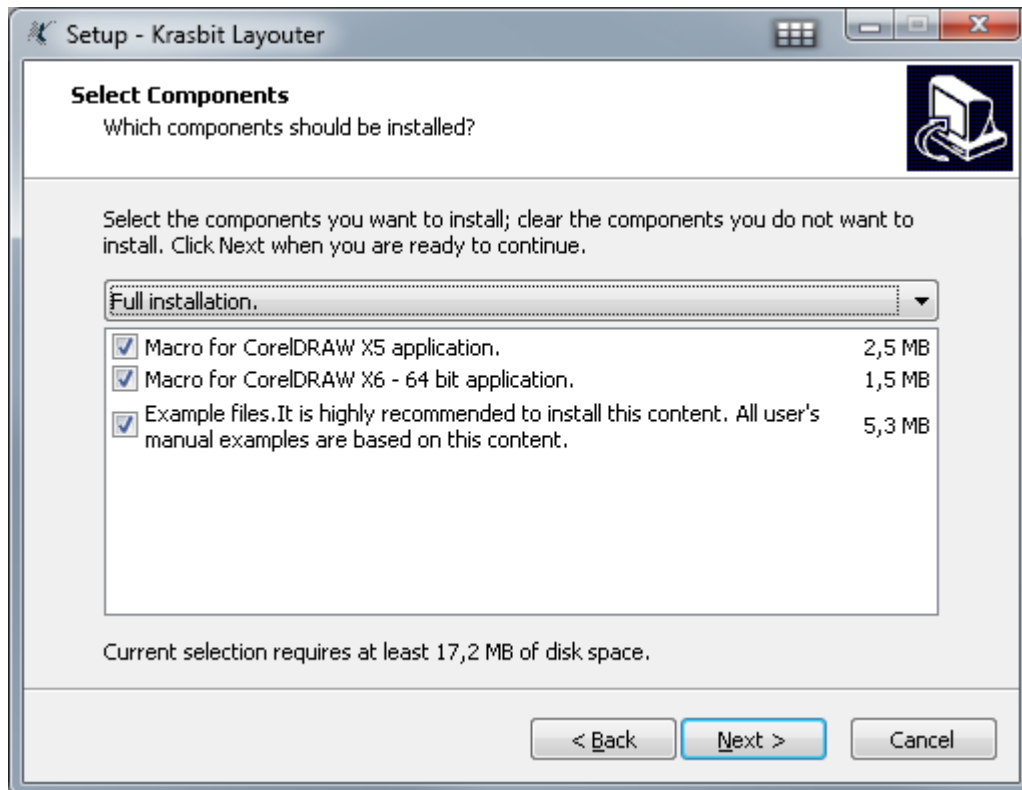 Setup - Krasbit Layouter
Select Components
Which components should be installed?
Select the components you want to install; clear the components you do not want to
install. Click Next when you are ready to continue.
Full installation.
Macro for CorelDRAW X5 application. 2,5 MB
Macro for CorelDRAW X6 - 64 bit application. 1,5 MB
Example files.It is highly recommended to install this content. All user's
manual examples are based on this content. 5,3 MB
Current selection requires at least 17,2 MB of disk space.
< Back Next > Cancel